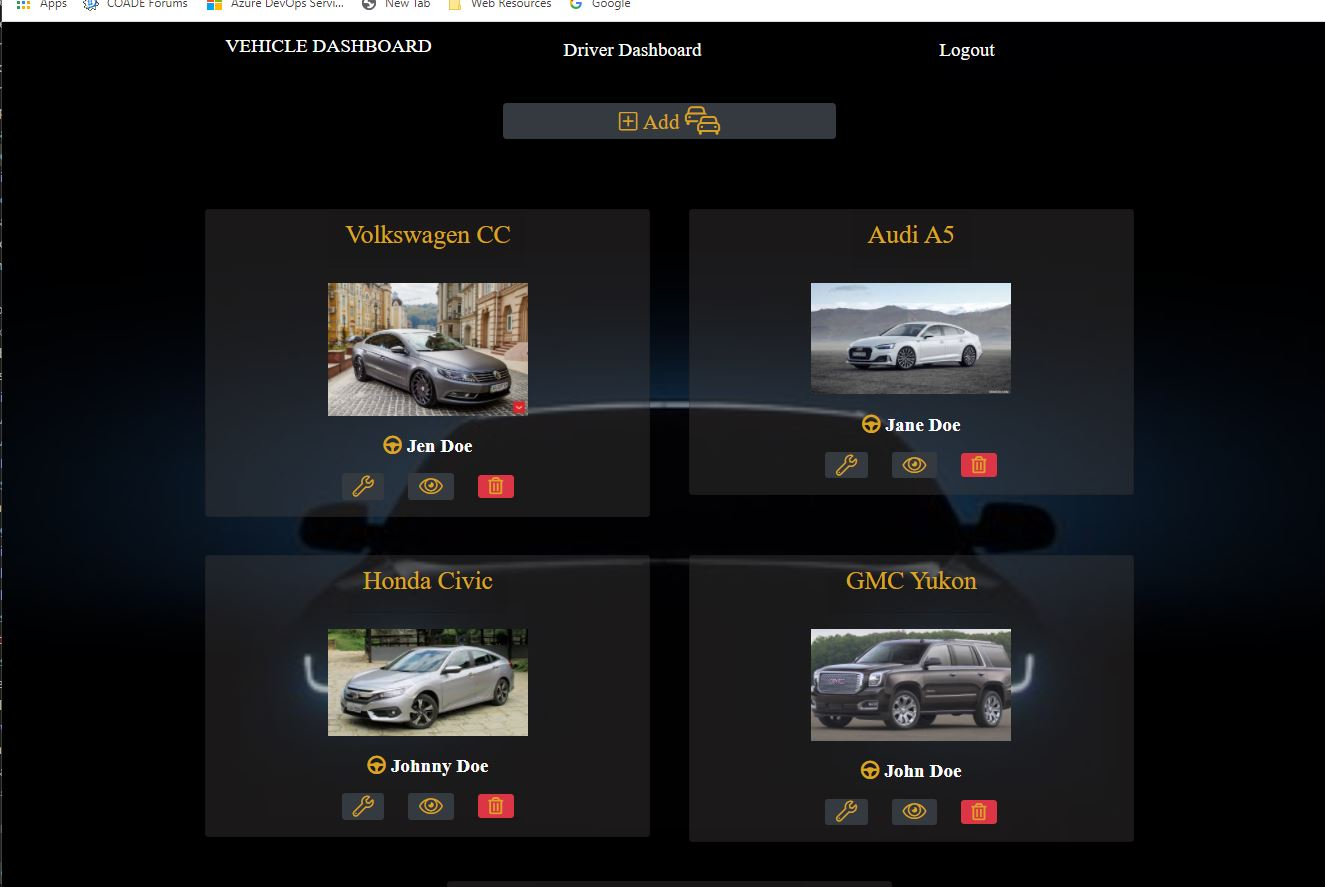 Apps COADE Forums Azure DevOps Servi... New Tab Web Resources Google
VEHICLE DASHBOARD Driver Dashboard Logout
Add
Volkswagen CC Audi A5
Jen Doe Jane Doe
Honda Civic GMC Yukon
Johnny Doe John Doe